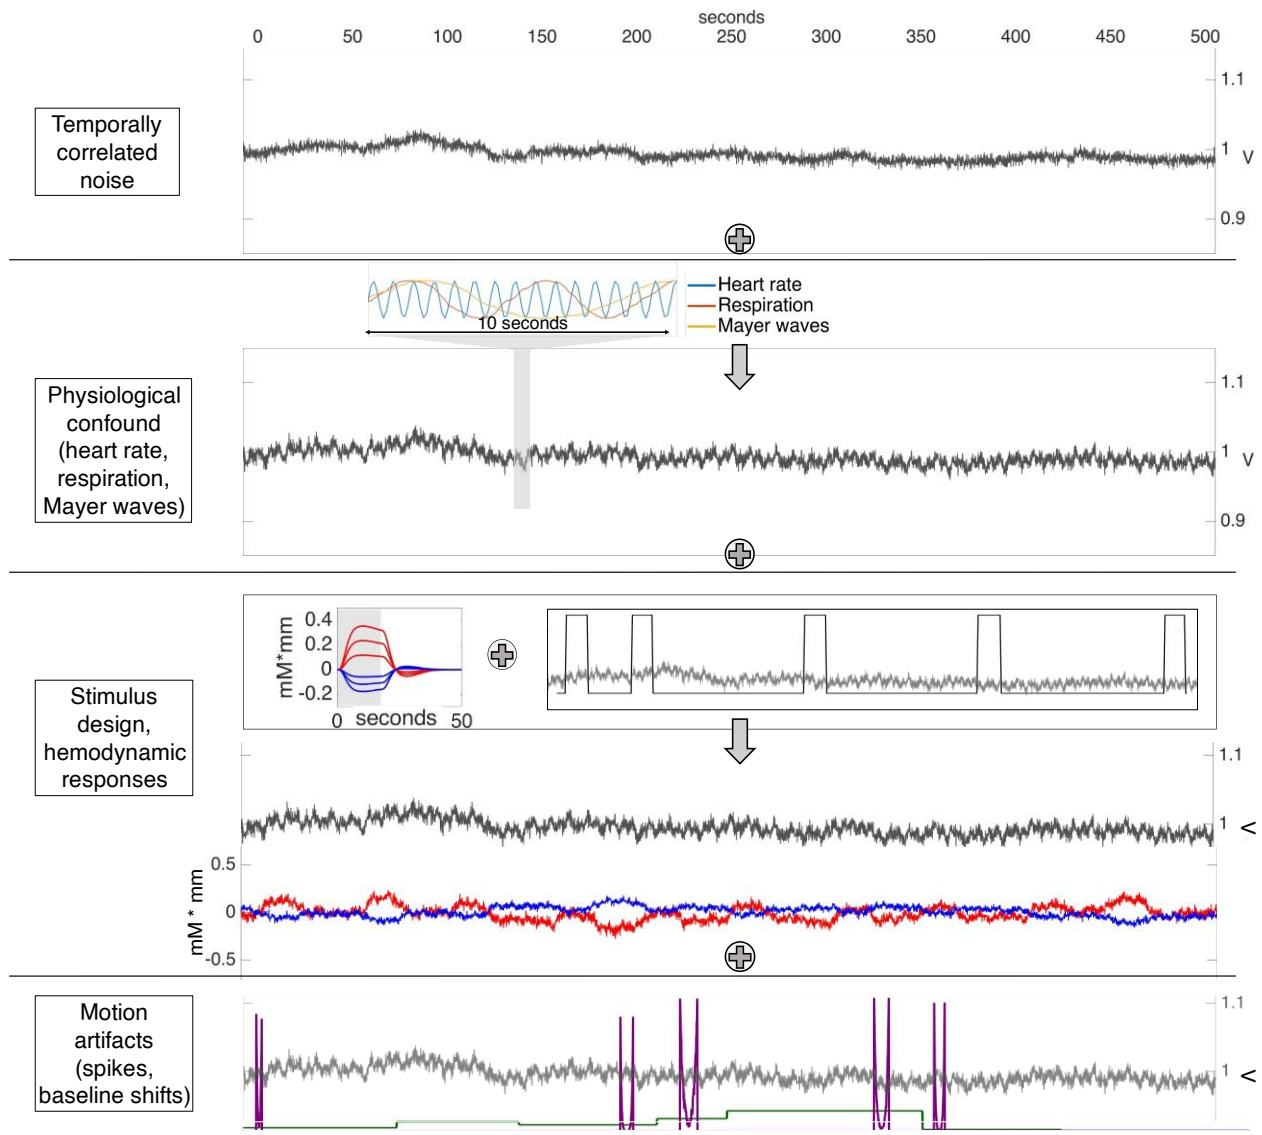 seconds
0 50 100 150 200 250 300 350 400 450 500
1.1
Temporally
correlated
noise
1
V
0.9
Heart rate
Respiration
Mayer waves
10 seconds
1.1
Physiological
confound
(heart rate,
respiration,
Mayer waves)
1
V
0.9
0.4
0.2
0
-0.2
mM*mm
0 seconds 50
Stimulus
design,
hemodynamic
responses
1.1
1
V
0.5
0
-0.5
mM * mm
Motion
artifacts
(spikes,
baseline shifts)
1.1
1
V